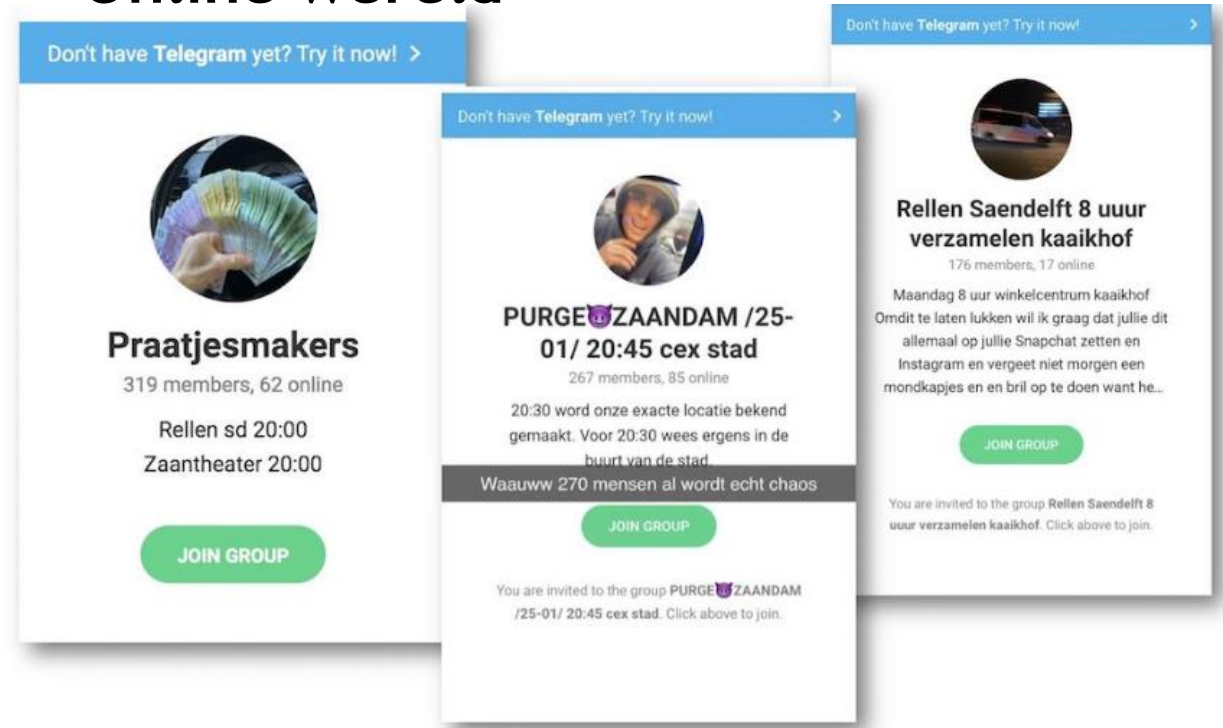 online wereld
Don't have Telegram yet? Try it now! >
Praatjesmakers
319 members, 62 online
Rellen sd 20:00
Zaantheater 20:00
JOIN GROUP
Don't have Telegram yet? Try it now! >
PURGE😈ZAANDAM /25-
01/ 20:45 cex stad
267 members, 85 online
20:30 word onze exacte locatie bekend
gemaakt. Voor 20:30 wees ergens in de
buurt van de stad.
Waauww 270 mensen al wordt echt chaos
JOIN GROUP
You are invited to the group PURGE😈ZAANDAM
/25-01/ 20:45 cex stad. Click above to join.
Don't have Telegram yet? Try it now! >
Rellen Saendelft 8 uuur
verzamelen kaaikhof
176 members, 17 online
Maandag 8 uur winkelcentrum kaaikhof
Omdit te laten lukken wil ik graag dat jullie dit
allemaal op jullie Snapchat zetten en
Instagram en vergeet niet morgen een
mondkapjes en en bril op te doen want he...
JOIN GROUP
You are invited to the group Rellen Saendelft 8
uuur verzamelen kaaikhof. Click above to join.